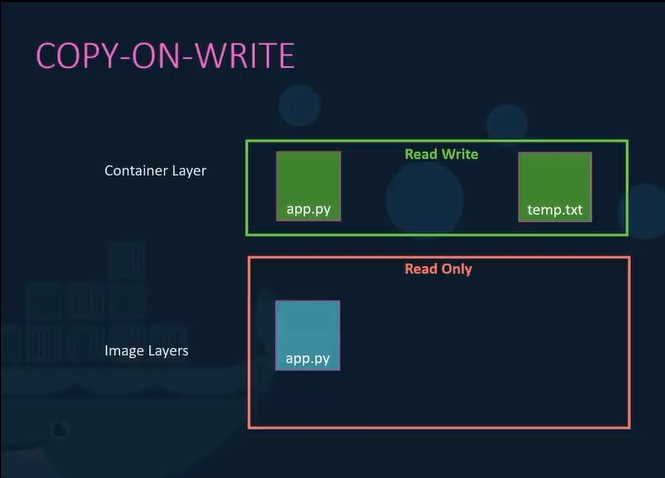 COPY-ON-WRITE
Container Layer
Read Write
app.py
temp.txt
Read Only
Image Layers
app.py